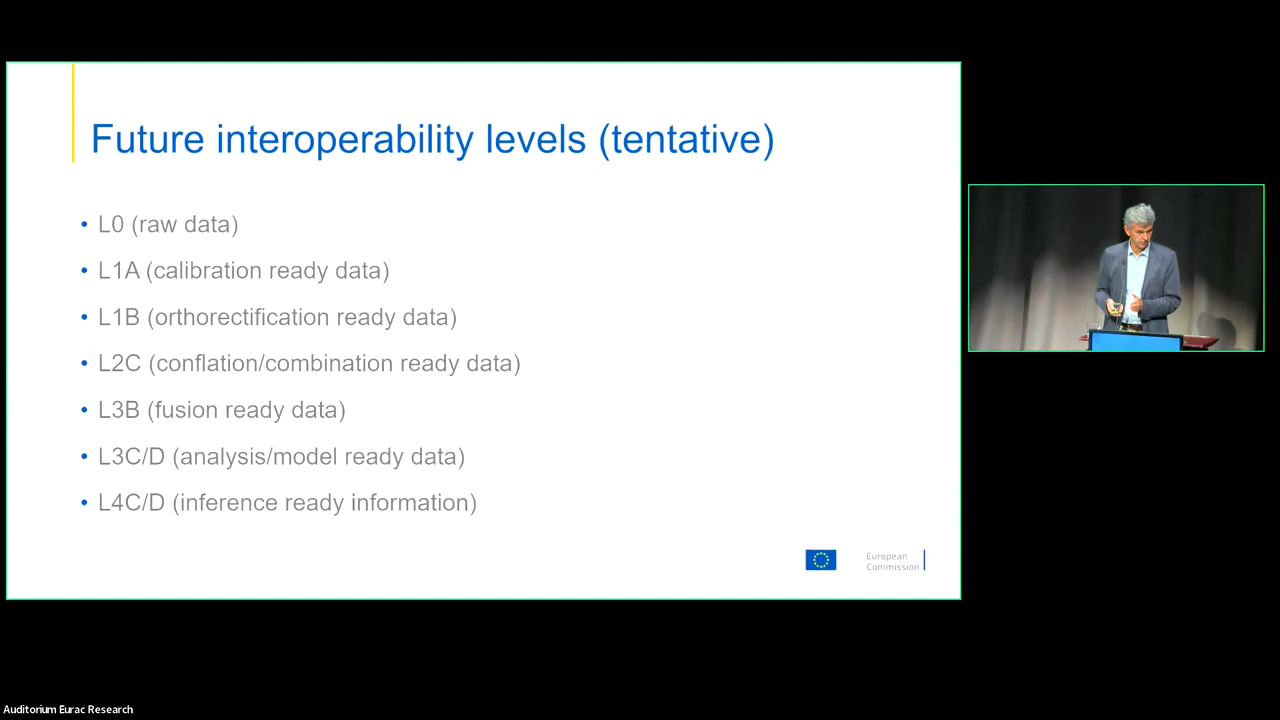 Future interoperability levels (tentative)
• L0 (raw data)
• L1A (calibration ready data)
• L1B (orthorectification ready data)
• L2C (conflation/combination ready data)
• L3B (fusion ready data)
• L3C/D (analysis/model ready data)
• L4C/D (inference ready information)
European
Commission
Auditorium Eurac Research